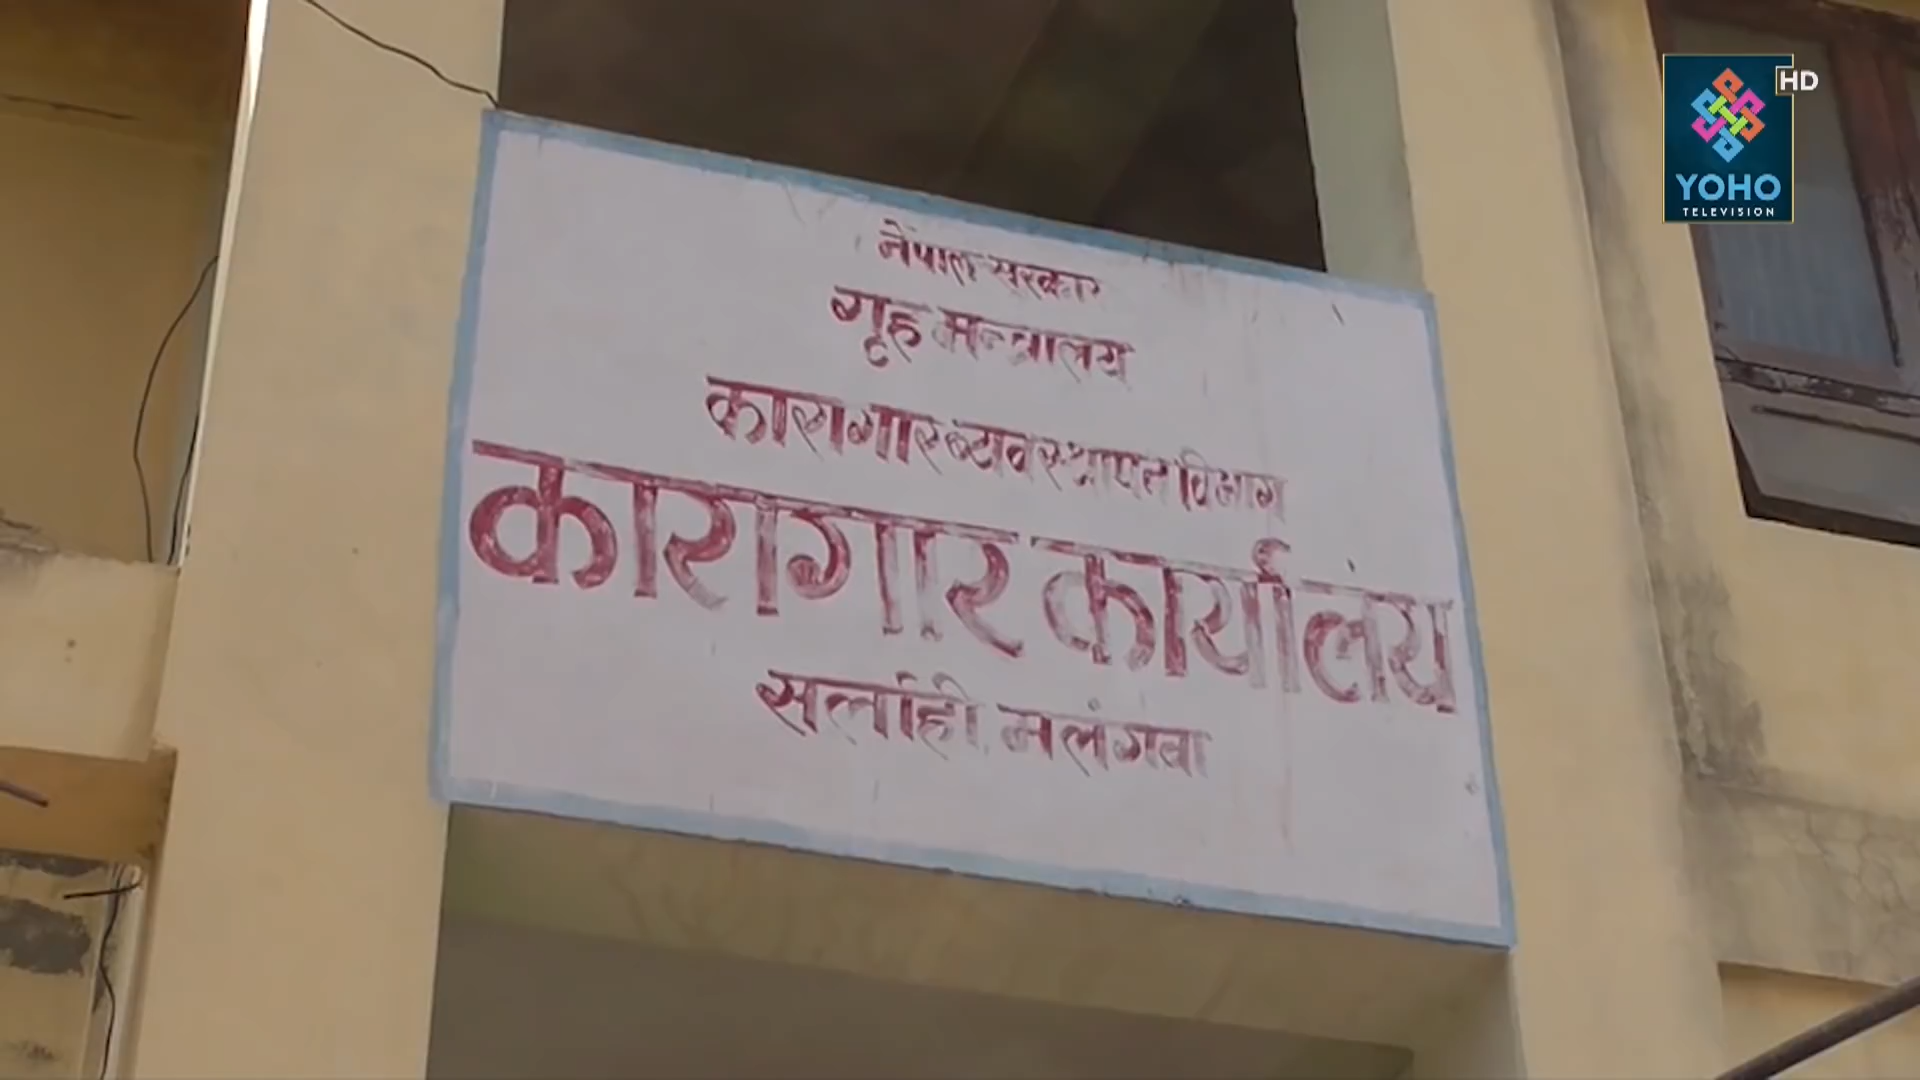 नेपाल सरकार
गृह मन्त्रालय
कारागार व्यवस्थापन विभाग
कारागार कार्यालय
सर्लाही मलंगवा
HD
YOHO
TELEVISION